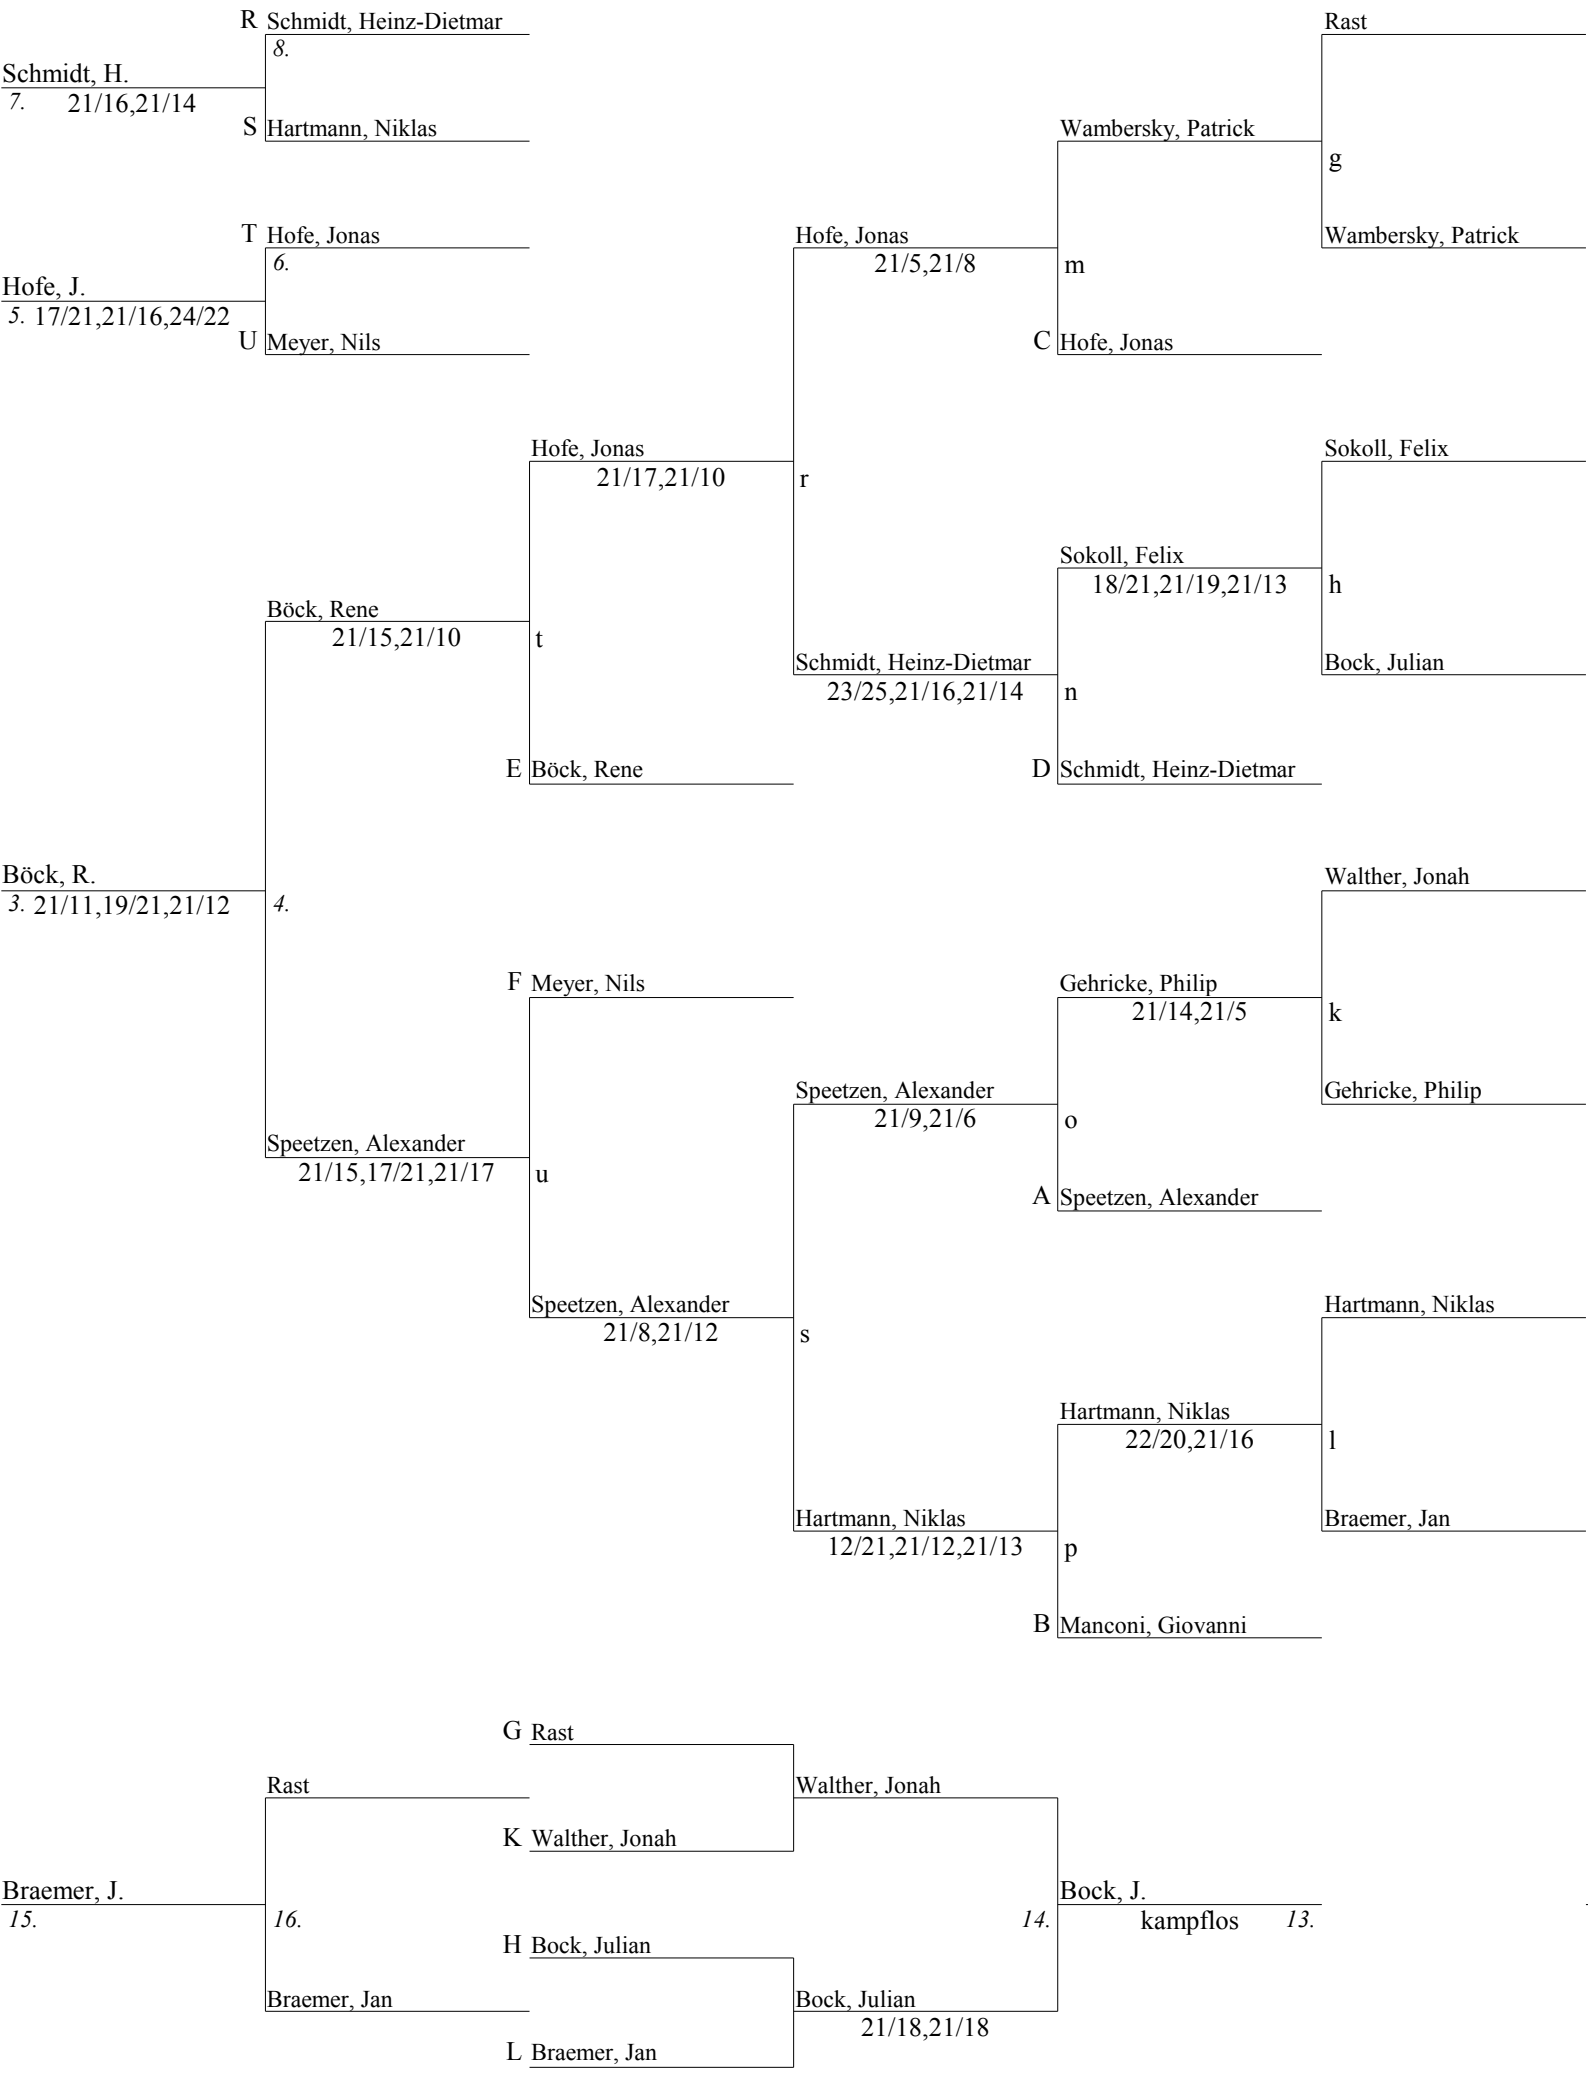 R Schmidt, Heinz-Dietmar
Rast
8.
Schmidt, H.
7. 21/16,21/14
S Hartmann, Niklas
Wambersky, Patrick
g
T Hofe, Jonas
Hofe, Jonas
Wambersky, Patrick
6.
21/5,21/8
m
Hofe, J.
5. 17/21,21/16,24/22
U Meyer, Nils
C Hofe, Jonas
Hofe, Jonas
Sokoll, Felix
21/17,21/10
r
Sokoll, Felix
18/21,21/19,21/13
h
Böck, Rene
21/15,21/10
t
Schmidt, Heinz-Dietmar
Bock, Julian
23/25,21/16,21/14
n
E Böck, Rene
D Schmidt, Heinz-Dietmar
Böck, R.
Walther, Jonah
3. 21/11,19/21,21/12
4.
F Meyer, Nils
Gehricke, Philip
21/14,21/5
k
Speetzen, Alexander
Gehricke, Philip
21/9,21/6
o
Speetzen, Alexander
21/15,17/21,21/17
u
A Speetzen, Alexander
Speetzen, Alexander
Hartmann, Niklas
21/8,21/12
s
Hartmann, Niklas
22/20,21/16
l
Hartmann, Niklas
Braemer, Jan
12/21,21/12,21/13
p
B Manconi, Giovanni
G Rast
Rast
Walther, Jonah
K Walther, Jonah
Braemer, J.
Bock, J.
15.
16.
14.
kampflos 13.
H Bock, Julian
Braemer, Jan
Bock, Julian
21/18,21/18
L Braemer, Jan